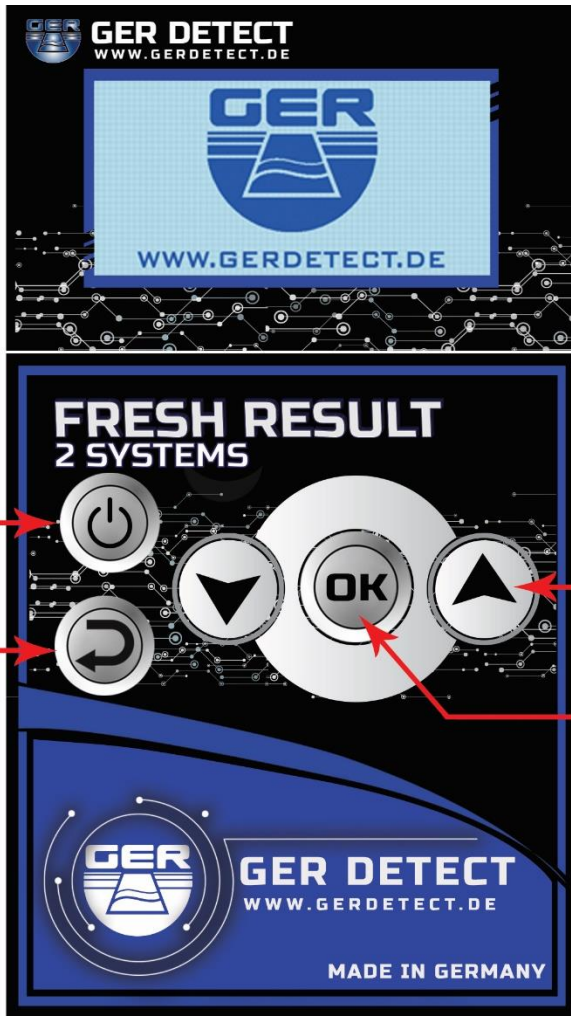 GER
GER DETECT
WWW.GERDETECT.DE
GER
WWW.GERDETECT.DE
FRESH RESULT
2 SYSTEMS
OK
GER
GER DETECT
WWW.GERDETECT.DE
MADE IN GERMANY